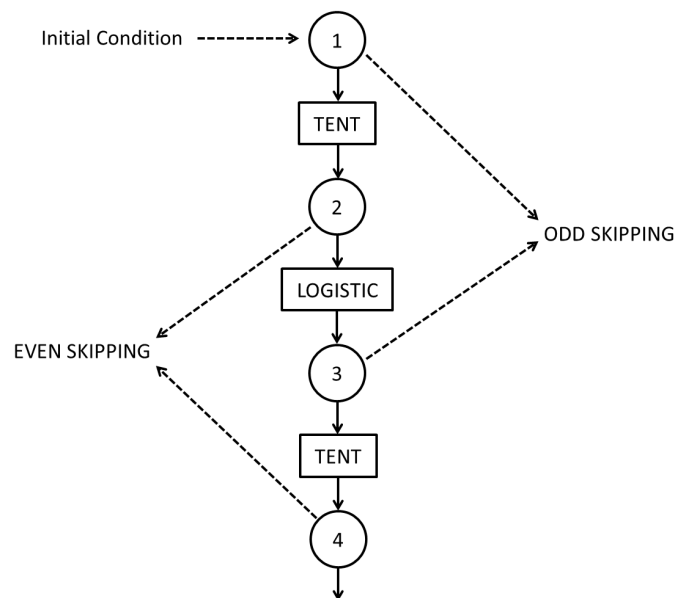 Initial Condition
1
TENT
2
ODD SKIPPING
LOGISTIC
EVEN SKIPPING
3
TENT
4